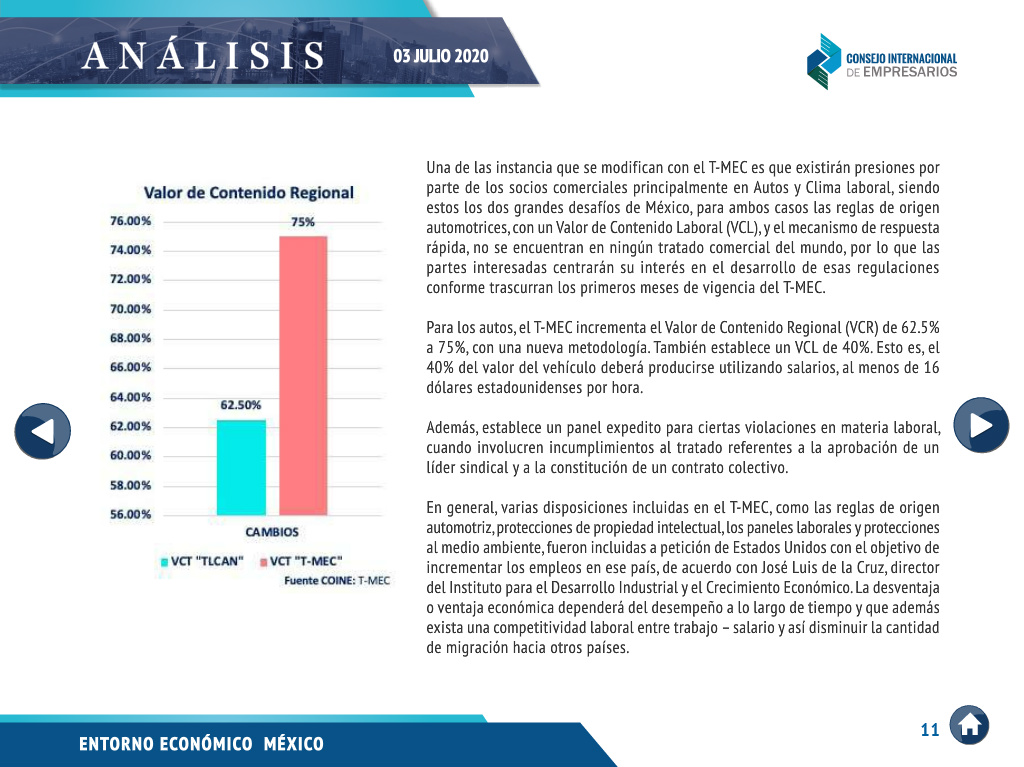 ANÁLISIS
03 JULIO 2020
CONSEJO INTERNACIONAL
DE EMPRESARIOS
Valor de Contenido Regional
76.00%
74.00%
72.00%
70.00%
68.00%
66.00%
64.00%
62.00%
60.00%
58.00%
56.00%
75%
62.50%
CAMBIOS
VCT "TLCAN"
VCT "T-MEC"
Fuente COINE: T-MEC
Una de las instancia que se modifican con el T-MEC es que existirán presiones por
parte de los socios comerciales principalmente en Autos y Clima laboral, siendo
estos los dos grandes desafíos de México, para ambos casos las reglas de origen
automotrices, con un Valor de Contenido Laboral (VCL), y el mecanismo de respuesta
rápida, no se encuentran en ningún tratado comercial del mundo, por lo que las
partes interesadas centrarán su interés en el desarrollo de esas regulaciones
conforme trascurran los primeros meses de vigencia del T-MEC.
Para los autos, el T-MEC incrementa el Valor de Contenido Regional (VCR) de 62.5%
a 75%, con una nueva metodología. También establece un VCL de 40%. Esto es, el
40% del valor del vehículo deberá producirse utilizando salarios, al menos de 16
dólares estadounidenses por hora.
Además, establece un panel expedito para ciertas violaciones en materia laboral,
cuando involucren incumplimientos al tratado referentes a la aprobación de un
líder sindical y a la constitución de un contrato colectivo.
En general, varias disposiciones incluidas en el T-MEC, como las reglas de origen
automotriz, protecciones de propiedad intelectual, los paneles laborales y protecciones
al medio ambiente, fueron incluidas a petición de Estados Unidos con el objetivo de
incrementar los empleos en ese país, de acuerdo con José Luis de la Cruz, director
del Instituto para el Desarrollo Industrial y el Crecimiento Económico. La desventaja
o ventaja económica dependerá del desempeño a lo largo de tiempo y que además
exista una competitividad laboral entre trabajo – salario y así disminuir la cantidad
de migración hacia otros países.
11
ENTORNO ECONÓMICO MÉXICO